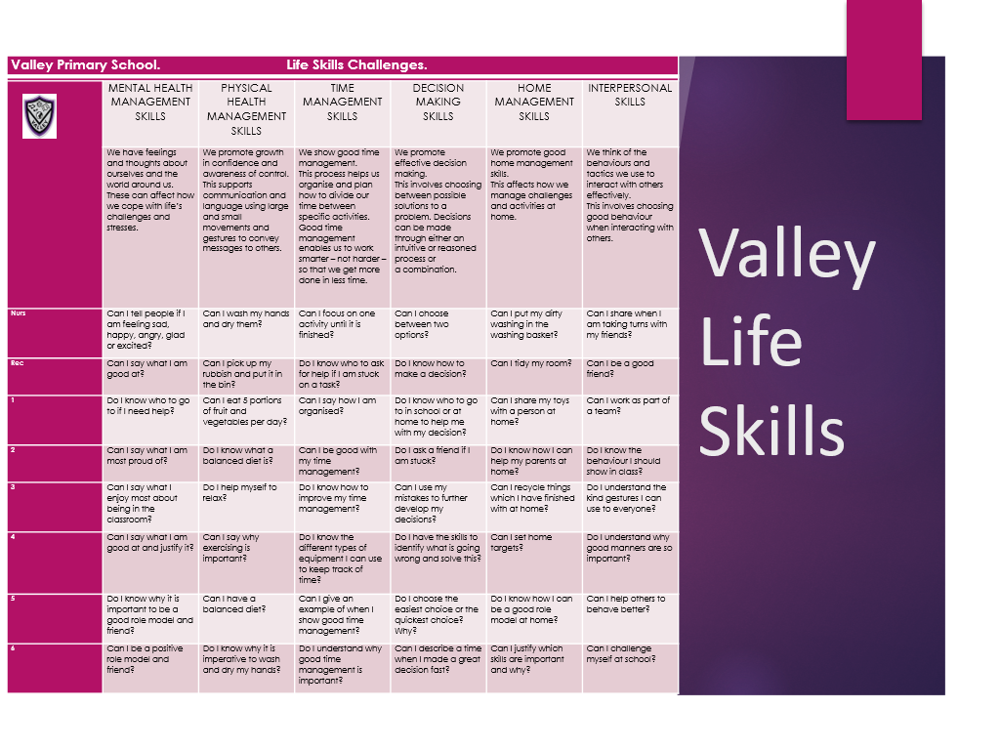 Valley Primary School. Life Skills Challenges.
MENTAL HEALTH
MANAGEMENT
SKILLS
PHYSICAL
HEALTH
MANAGEMENT
SKILLS
TIME
MANAGEMENT
SKILLS
DECISION
MAKING
SKILLS
HOME
MANAGEMENT
SKILLS
INTERPERSONAL
SKILLS
We have feelings
and thoughts about
ourselves and the
world around us.
These can affect how
we cope with life's
challenges and
stresses.
We promote growth
in confidence and
awareness of control.
This supports
communication and
language using large
and small
movements and
gestures to convey
messages to others.
We show good time
management.
This process helps us
organise and plan
how to divide our
time between
specific activities.
Good time
management
enables us to work
smarter – not harder –
so that we get more
done in less time.
We promote
effective decision
making.
This involves choosing
between possible
solutions to a
problem. Decisions
can be made
through either an
intuitive or reasoned
process or
a combination.
We promote good
home management
skills.
This affects how we
manage challenges
and activities at
home.
We think of the
behaviours and
tactics we use to
interact with others
effectively.
This involves choosing
good behaviour
when interacting with
others.
Nurs
Can I tell people if I
am feeling sad,
happy, angry, glad
or excited?
Can I wash my hands
and dry them?
Can I focus on one
activity until it is
finished?
Can I choose
between two
options?
Can I put my dirty
washing in the
washing basket?
Can I share when I
am taking turns with
my friends?
Rec
Can I say what I am
good at?
Can I pick up my
rubbish and put it in
the bin?
Do I know who to ask
for help if I am stuck
on a task?
Do I know how to
make a decision?
Can I tidy my room?
Can I be a good
friend?
1
Do I know who to go
to if I need help?
Can I eat 5 portions
of fruit and
vegetables per day?
Can I say how I am
organised?
Do I know who to go
to in school or at
home to help me
with my decision?
Can I share my toys
with a person at
home?
Can I work as part of
a team?
2
Can I say what I am
most proud of?
Do I know what a
balanced diet is?
Can I be good with
my time
management?
Do I ask a friend if I
am stuck?
Do I know how I can
help my parents at
home?
Do I know the
behaviour I should
show in class?
3
Can I say what I
enjoy most about
being in the
classroom?
Do I help myself to
relax?
Do I know how to
improve my time
management?
Can I use my
mistakes to further
develop my
decisions?
Can I recycle things
which I have finished
with at home?
Do I understand the
kind gestures I can
use to everyone?
4
Can I say what I am
good at and justify it?
Can I say why
exercising is
important?
Do I know the
different types of
equipment I can use
to keep track of
time?
Do I have the skills to
identify what is going
wrong and solve this?
Can I set home
targets?
Do I understand why
good manners are so
important?
5
Do I know why it is
important to be a
good role model and
friend?
Can I have a
balanced diet?
Can I give an
example of when I
show good time
management?
Do I choose the
easiest choice or the
quickest choice?
Why?
Do I know how I can
be a good role
model at home?
Can I help others to
behave better?
6
Can I be a positive
role model and
friend?
Do I know why it is
imperative to wash
and dry my hands?
Do I understand why
good time
management is
important?
Can I describe a time
when I made a great
decision fast?
Can I justify which
skills are important
and why?
Can I challenge
myself at school?
Valley
Life
Skills